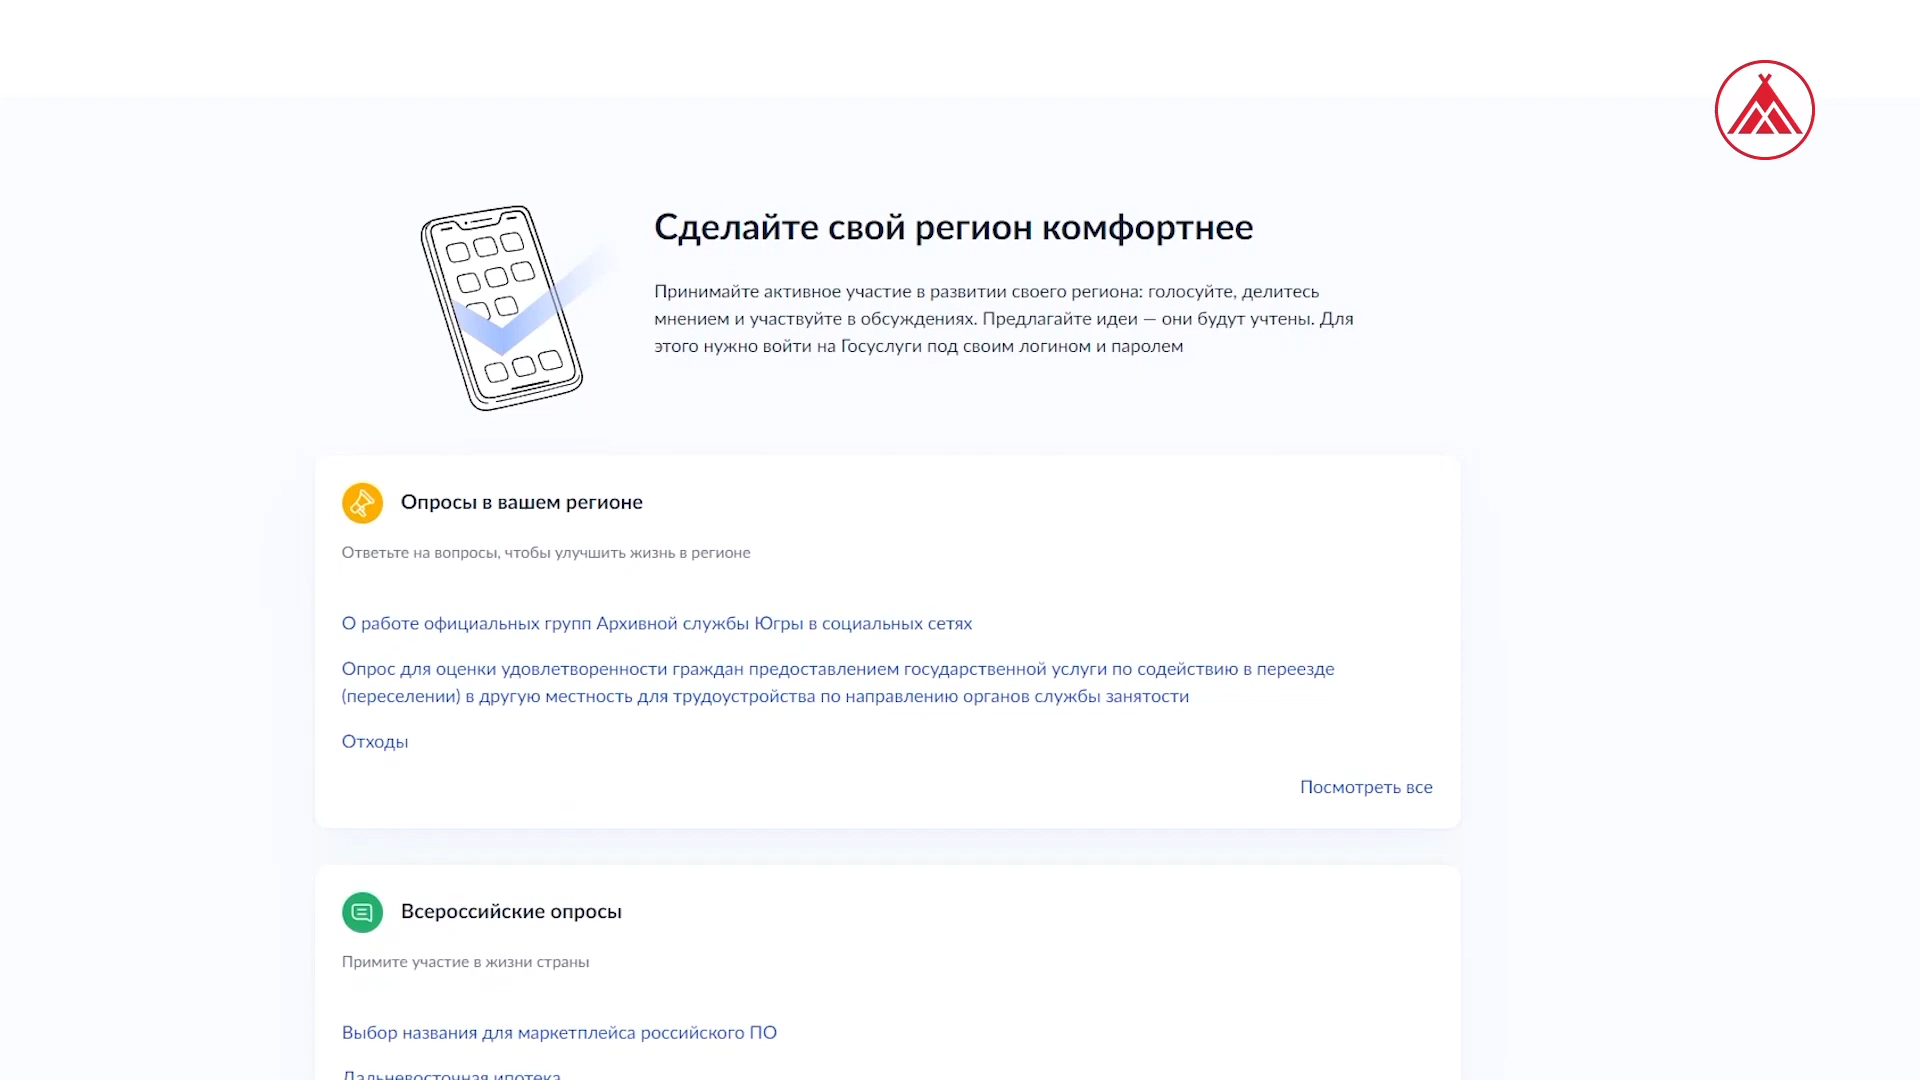 Сделайте свой регион комфортнее
Принимайте активное участие в развитии своего региона: голосуйте, делитесь
мнением и участвуйте в обсуждениях. Предлагайте идеи — они будут учтены. Для
этого нужно войти на Госуслуги под своим логином и паролем
Опросы в вашем регионе
Ответьте на вопросы, чтобы улучшить жизнь в регионе
О работе официальных групп Архивной службы Югры в социальных сетях
Опрос для оценки удовлетворенности граждан предоставлением государственной услуги по содействию в переезде
(переселении) в другую местность для трудоустройства по направлению органов службы занятости
Отходы
Посмотреть все
Всероссийские опросы
Примите участие в жизни страны
Выбор названия для маркетплейса российского ПО
Дальневосточная ипотека